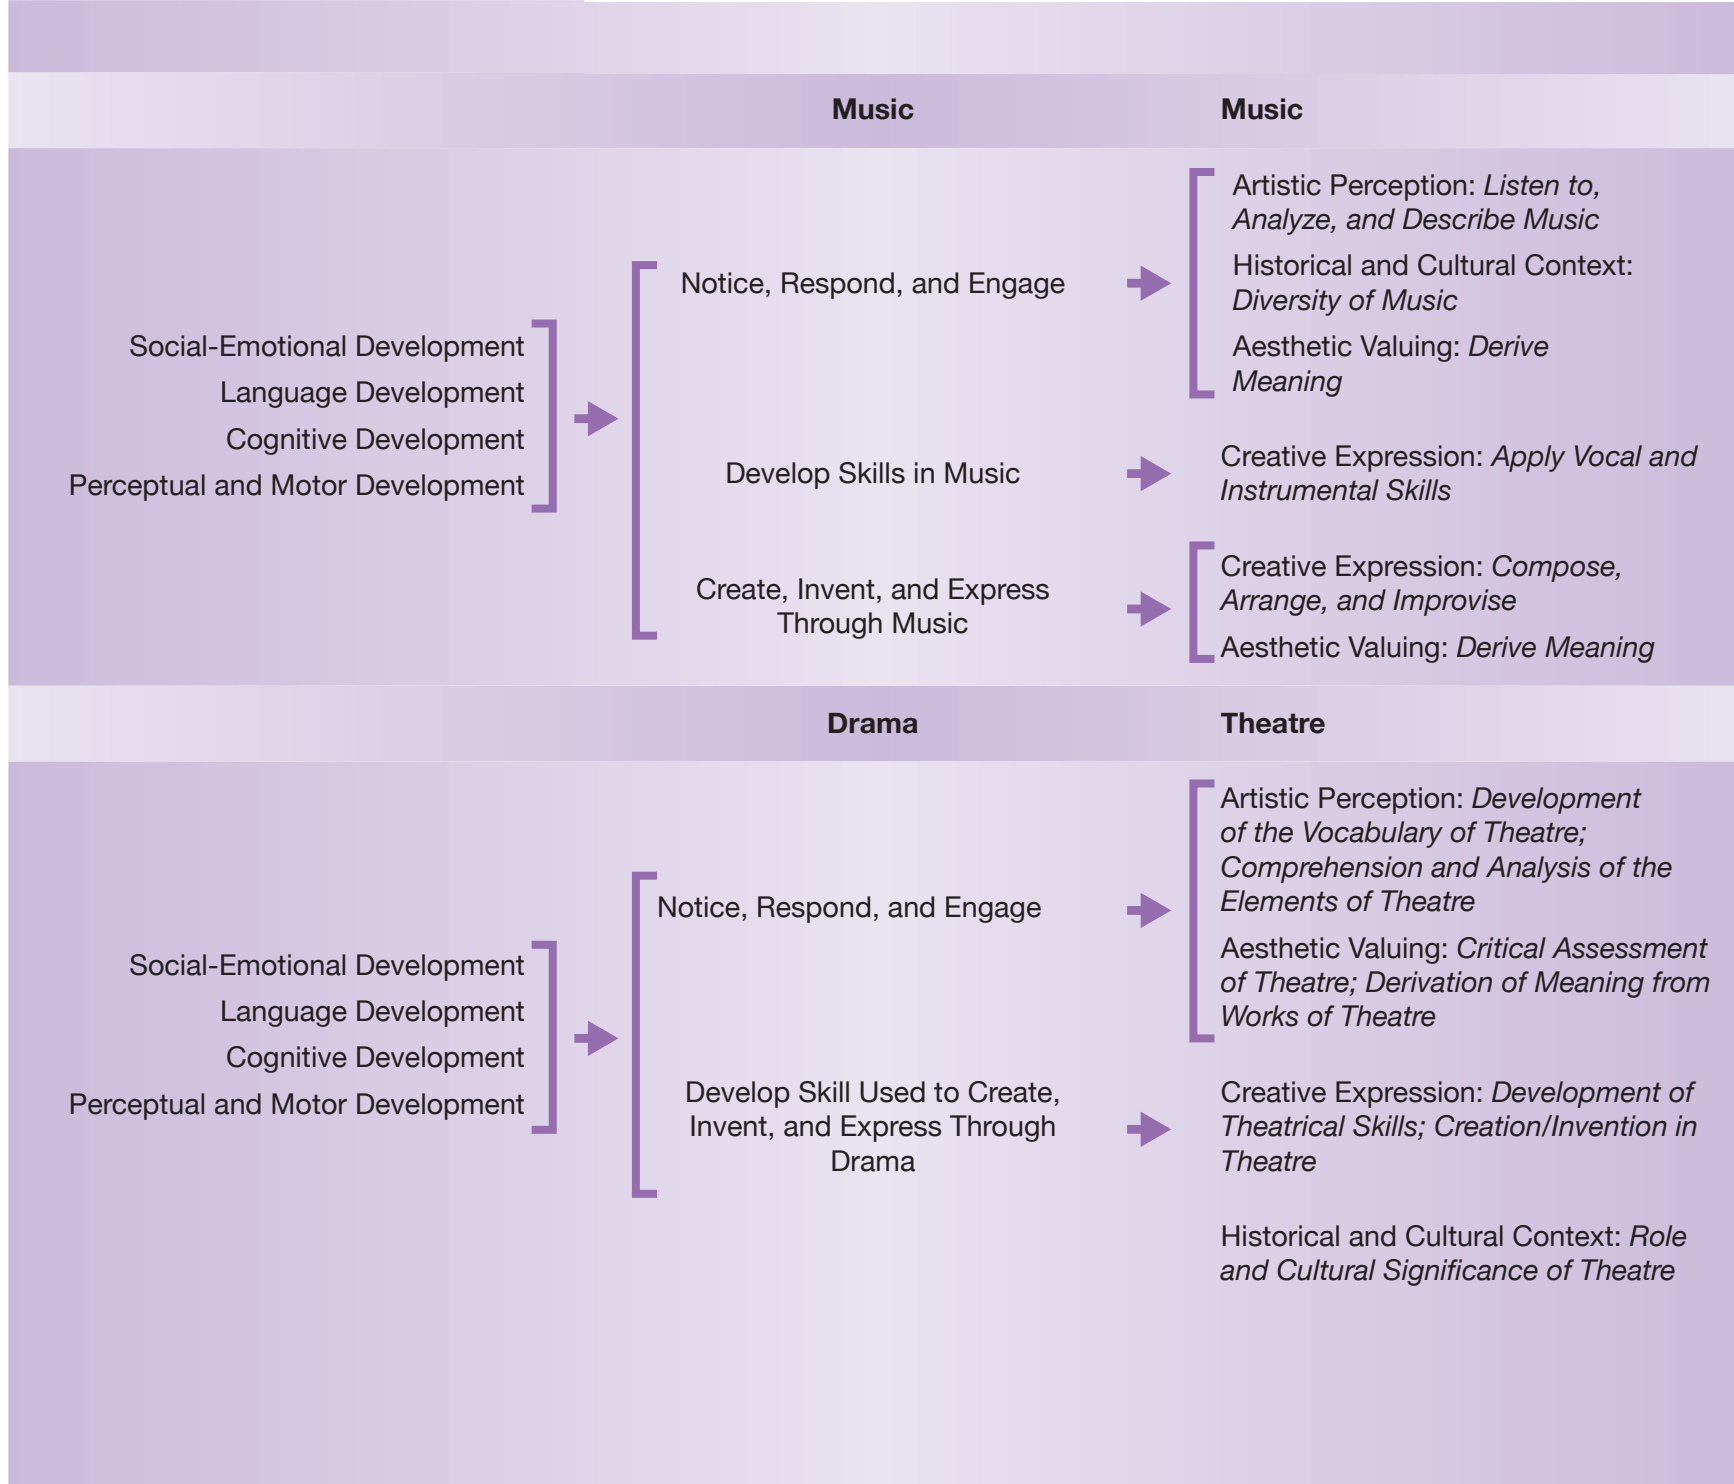 Music
Music
Social-Emotional Development
Language Development
Cognitive Development
Perceptual and Motor Development
Notice, Respond, and Engage
Artistic Perception: Listen to,
Analyze, and Describe Music
Historical and Cultural Context:
Diversity of Music
Aesthetic Valuing: Derive
Meaning
Develop Skills in Music
Creative Expression: Apply Vocal and
Instrumental Skills
Create, Invent, and Express
Through Music
Creative Expression: Compose,
Arrange, and Improvise
Aesthetic Valuing: Derive Meaning
Drama
Theatre
Social-Emotional Development
Language Development
Cognitive Development
Perceptual and Motor Development
Notice, Respond, and Engage
Artistic Perception: Development
of the Vocabulary of Theatre;
Comprehension and Analysis of the
Elements of Theatre
Aesthetic Valuing: Critical Assessment
of Theatre; Derivation of Meaning from
Works of Theatre
Develop Skill Used to Create,
Invent, and Express Through
Drama
Creative Expression: Development of
Theatrical Skills; Creation/Invention in
Theatre
Historical and Cultural Context: Role
and Cultural Significance of Theatre